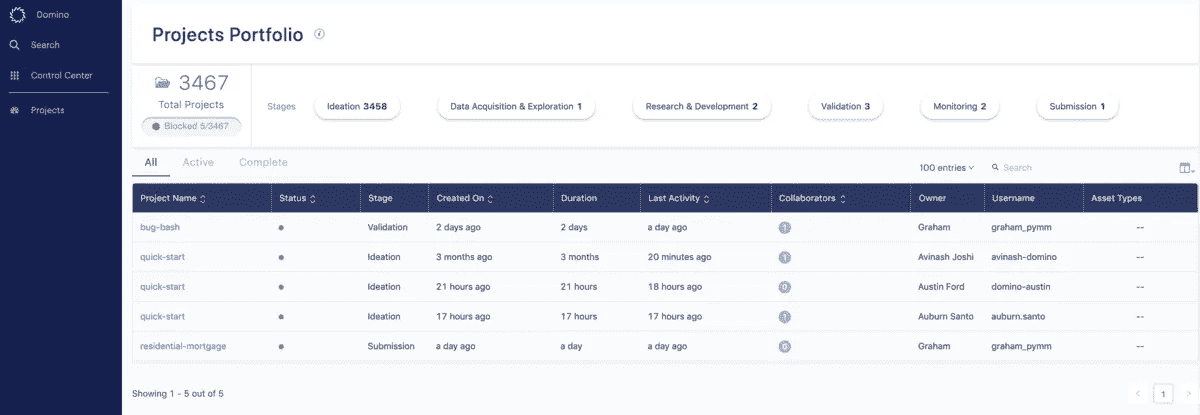 Domino
Search
Control Center
Projects
Projects Portfolio
3467
Total Projects
Blocked 5/3467
Stages Ideation 3458 Data Acquisition & Exploration 1 Research & Development 2 Validation 3 Monitoring 2 Submission 1
All Active Complete 100 entries Search
Project Name Status Stage Created On Duration Last Activity Collaborators Owner Username Asset Types
bug-bash Validation 2 days ago 2 days a day ago Graham graham_pymm --
quick-start Ideation 3 months ago 3 months 20 minutes ago Avinash Joshi avinash-domino --
quick-start Ideation 21 hours ago 21 hours 18 hours ago Austin Ford domino-austin --
quick-start Ideation 17 hours ago 17 hours 17 hours ago Auburn Santo auburn.santo --
residential-mortgage Submission a day ago a day a day ago Graham graham_pymm --
Showing 1 - 5 out of 5 < 1 >